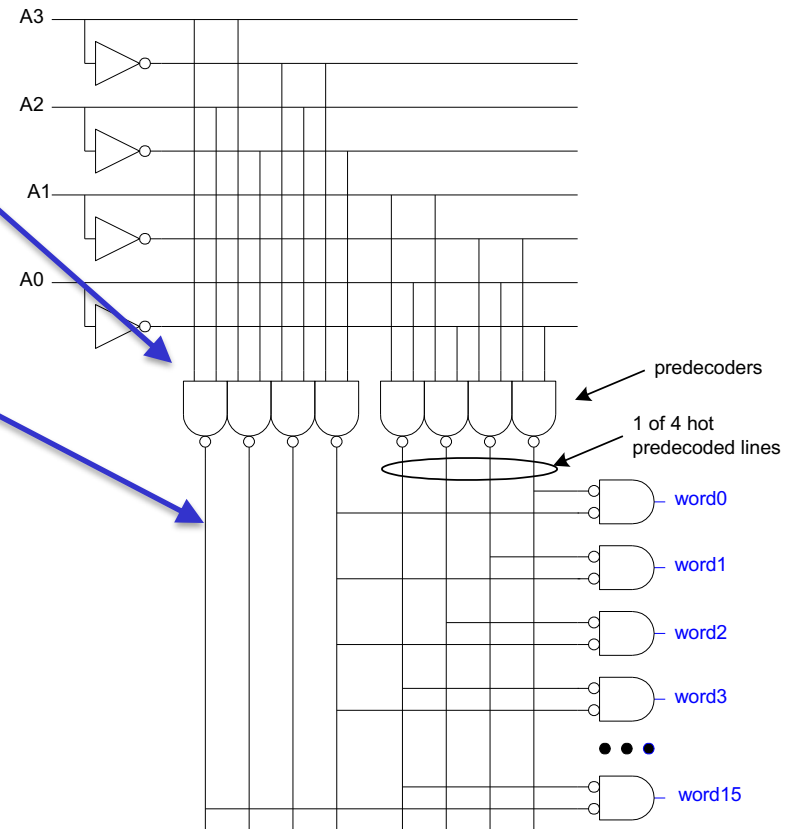 A3
A2
A1
A0
predecoders
1 of 4 hot
predecoded lines
word0
word1
word2
word3
word15